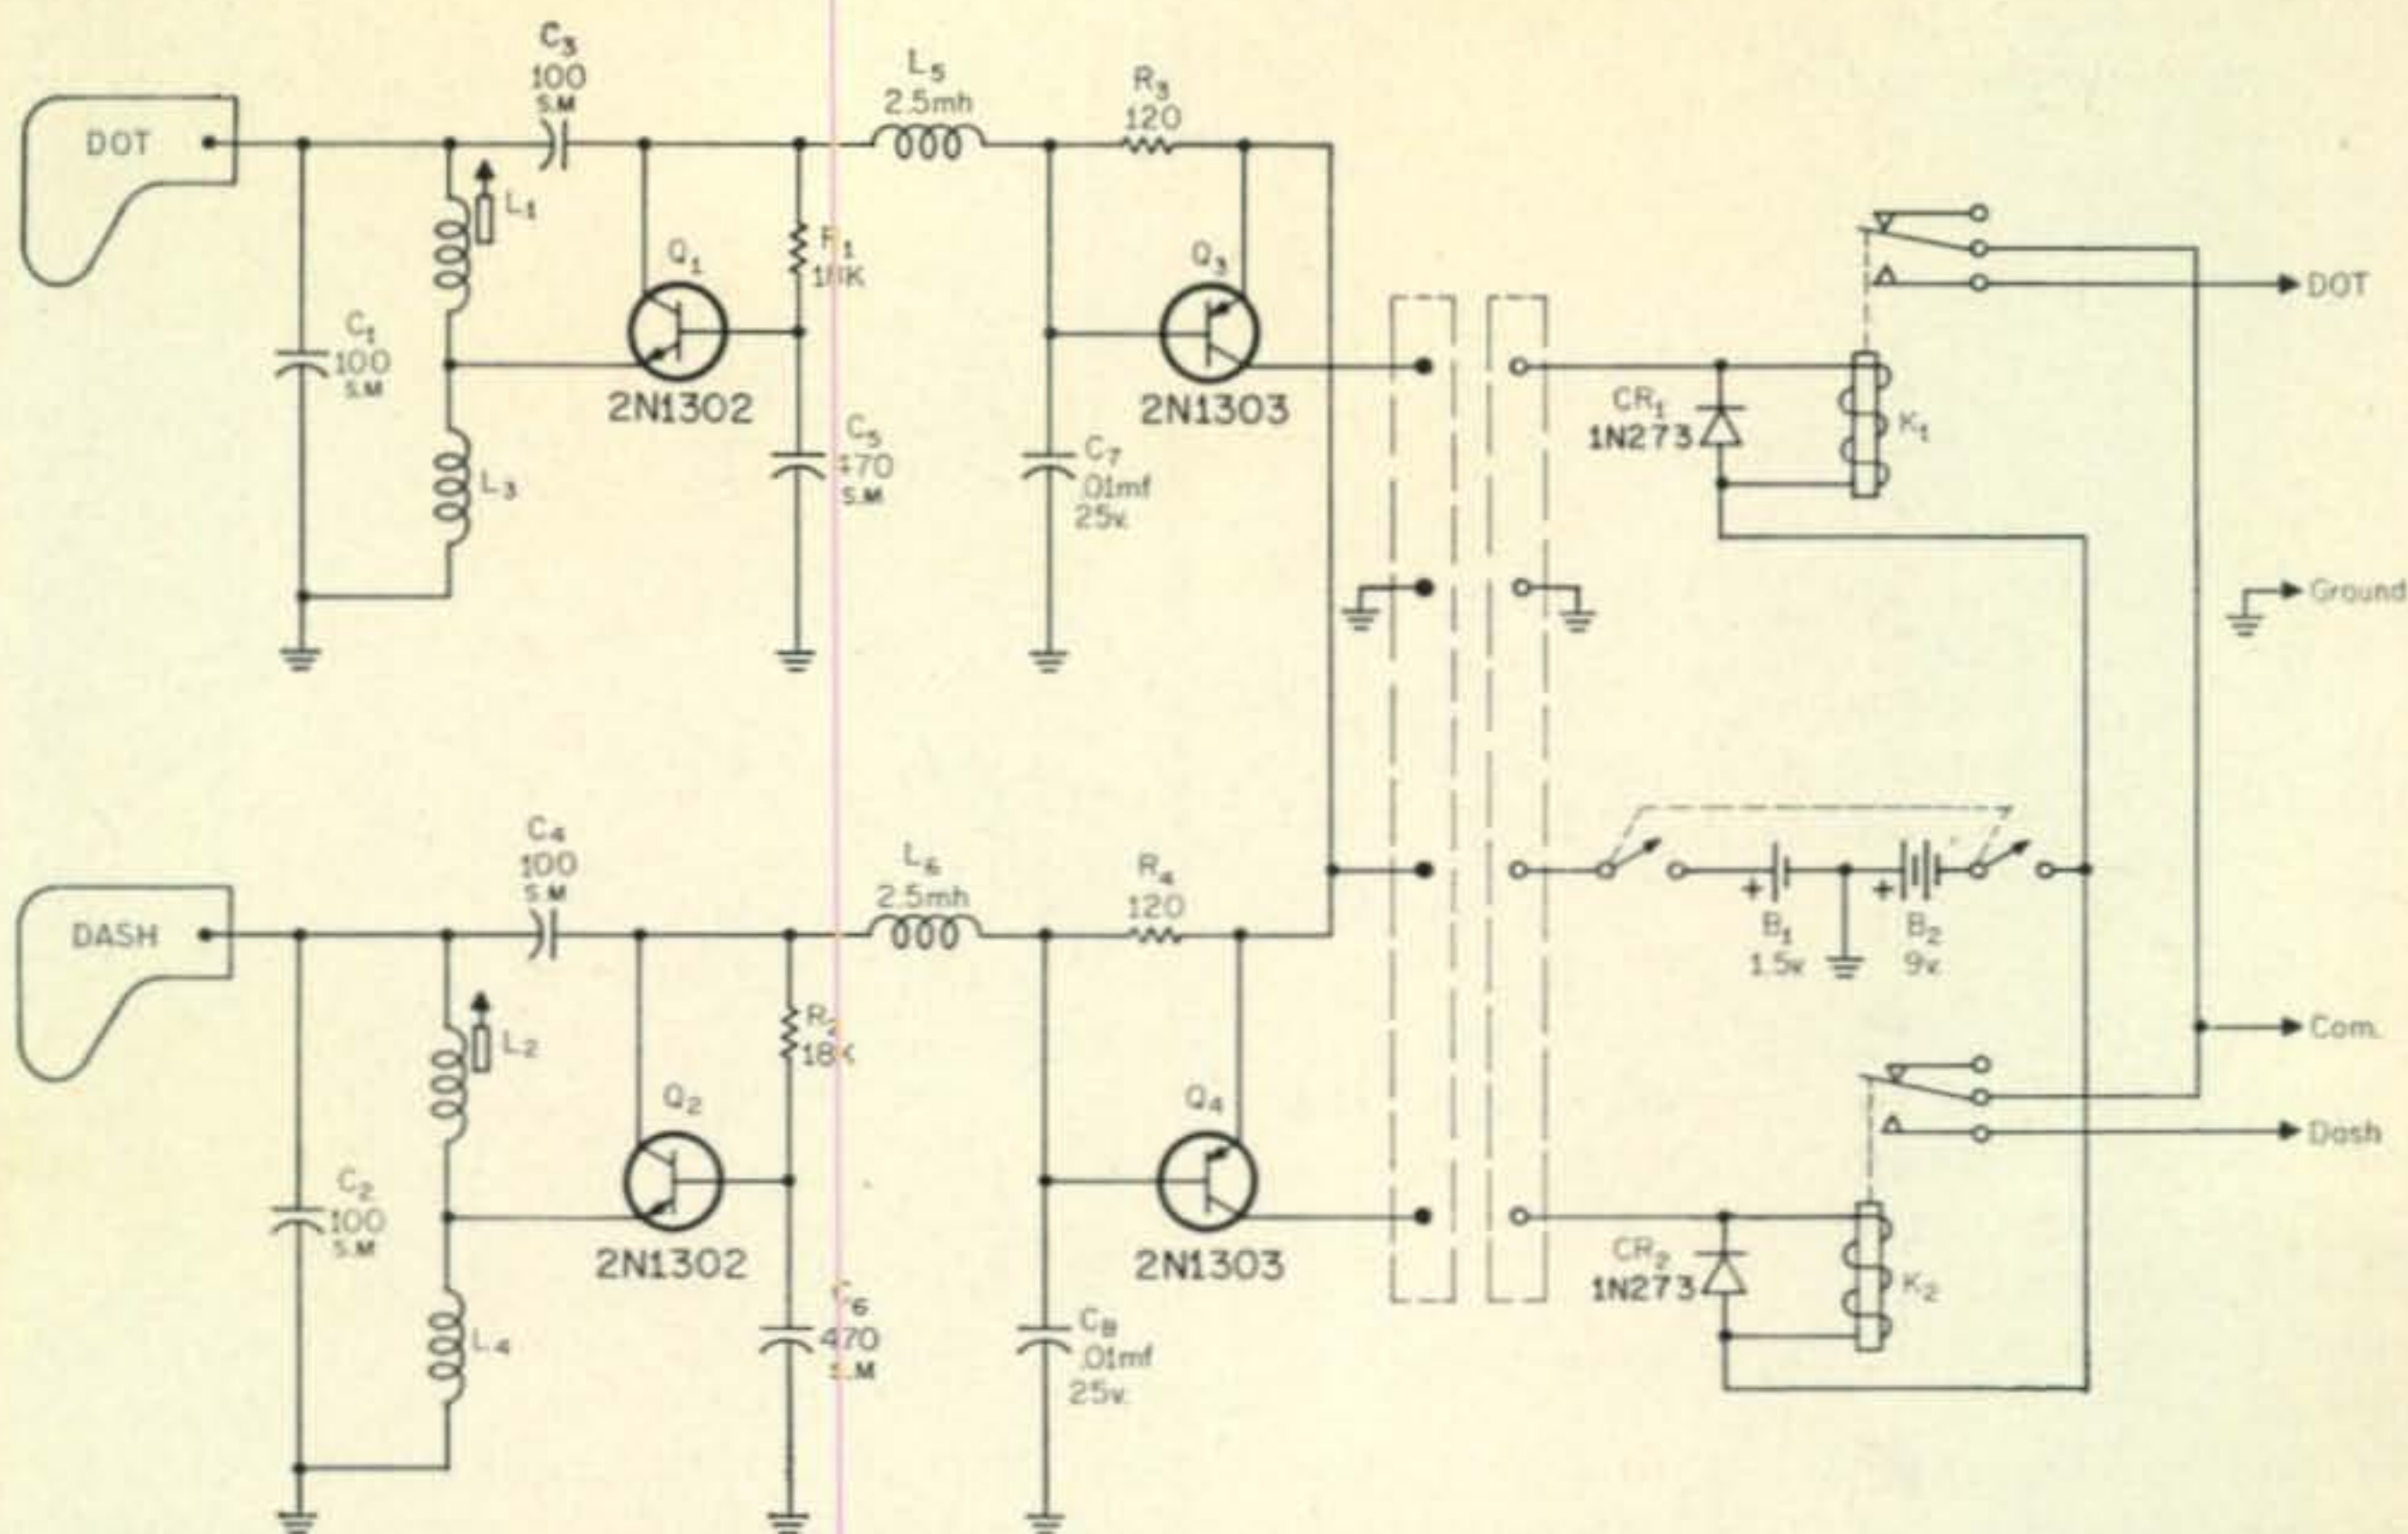 C3
100
S.M
L5
2.5mh
R3
120
DOT
L1
Q1
Q3
C1
100
S.M
2N1302
2N1303
L3
C5
S.M
C7
.01mf
25v.
CR1
1N273
K1
DOT
Ground
C4
100
S.M
L6
2.5mh
R4
120
DASH
L2
R2
18K
Q2
Q4
C2
100
S.M
2N1302
2N1303
L4
C6
470
S.M
C8
.01mf
25v.
+
B1
1.5v.
+
B2
9v.
Com.
Dash
CR2
1N273
K2